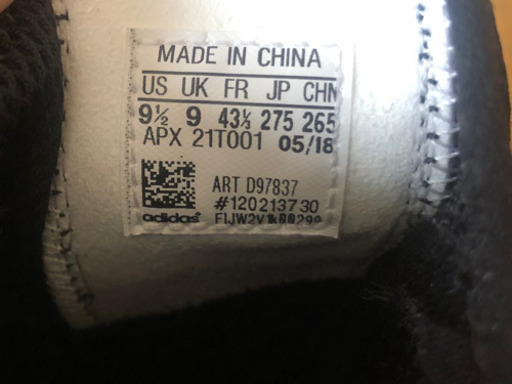 MADE IN CHINA
US UK FR JP CHN
9½ 9 43⅓ 275 265
APX 21T001 05/18
ART D97837
#120213730
adidas